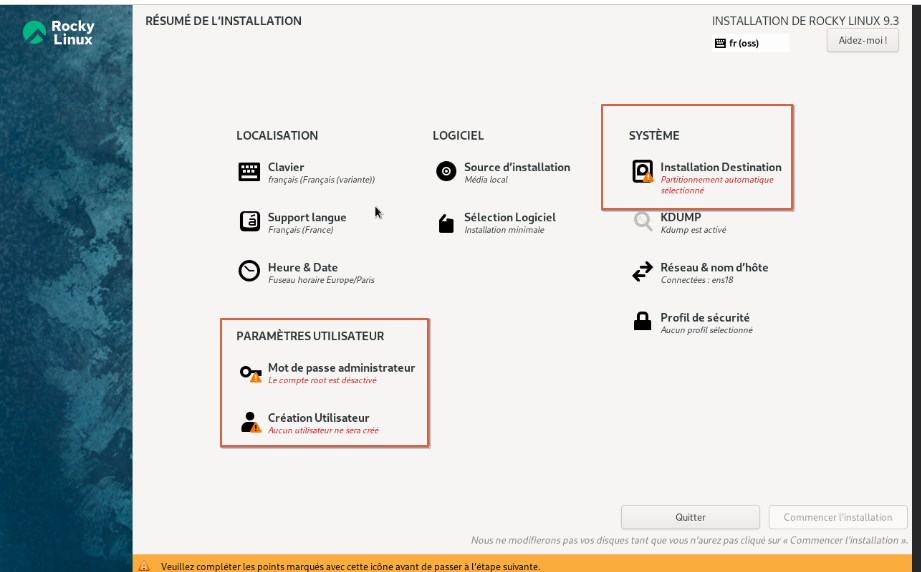 Rocky
Linux
RÉSUMÉ DE L'INSTALLATION
INSTALLATION DE ROCKY LINUX 9.3
fr (oss)
Aidez-moi !
LOCALISATION
Clavier
français (Français (variante))
Support langue
Français (France)
Heure & Date
Fuseau horaire Europe/Paris
LOGICIEL
Source d'installation
Média local
Sélection Logiciel
Installation minimale
SYSTÈME
Installation Destination
Partitionnement automatique
sélectionné
KDUMP
Kdump est activé
Réseau & nom d'hôte
Connectées : ens18
Profil de sécurité
Aucun profil sélectionné
PARAMÈTRES UTILISATEUR
Mot de passe administrateur
Le compte root est désactivé
Création Utilisateur
Aucun utilisateur ne sera créé
Quitter
Commencer l'installation
Nous ne modifierons pas vos disques tant que vous n'aurez pas cliqué sur « Commencer l'installation ».
Veuillez compléter les points marqués avec cette icône avant de passer à l'étape suivante.